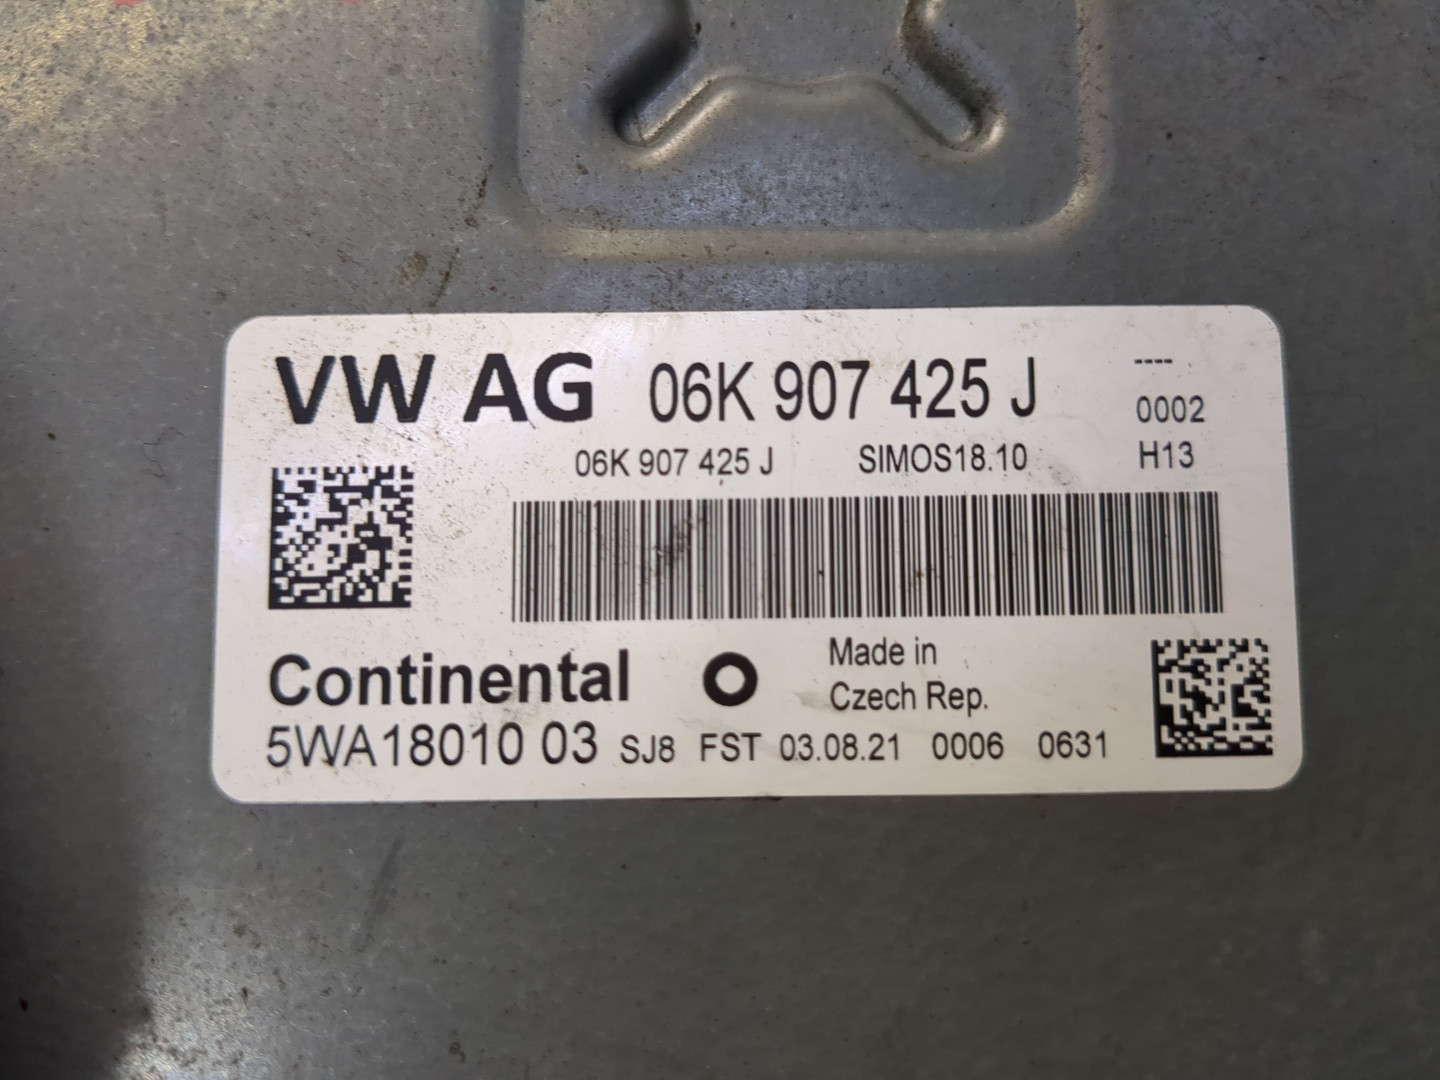 VW AG 06K 907 425 J ----
0002
06K 907 425 J SIMOS18.10 H13
Continental
Made in
Czech Rep.
5WA18010 03 SJ8 FST 03.08.21 0006 0631